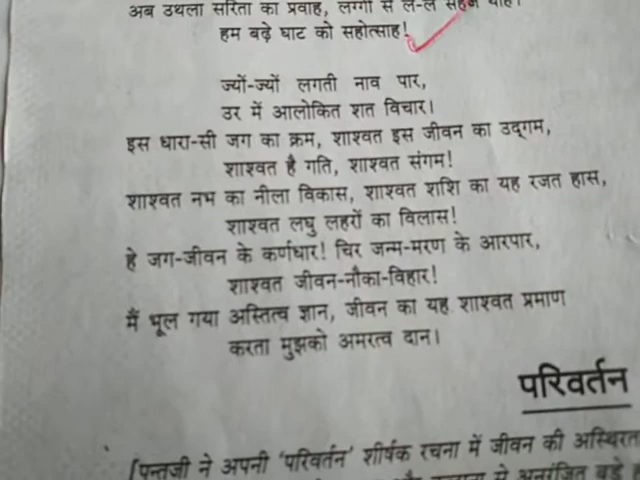 अब उथला सरिता का प्रवाह, लग्गी से ले-ले सहज थाह।
हम बढ़े घाट को सहोत्साह!
ज्यों-ज्यों लगती नाव पार,
उर में आलोकित शत विचार।
इस धारा-सी जग का क्रम, शाश्वत इस जीवन का उद्गम,
शाश्वत है गति, शाश्वत संगम!
शाश्वत नभ का नीला विकास, शाश्वत शशि का यह रजत हास,
शाश्वत लघु लहरों का विलास!
हे जग-जीवन के कर्णधार! चिर जन्म-मरण के आरपार,
शाश्वत जीवन-नौका-विहार!
मैं भूल गया अस्तित्व ज्ञान, जीवन का यह शाश्वत प्रमाण
करता मुझको अमरत्व दान।
परिवर्तन
[पन्तजी ने अपनी 'परिवर्तन' शीर्षक रचना में जीवन की अस्थिरता
से अनुरंजित बड़े